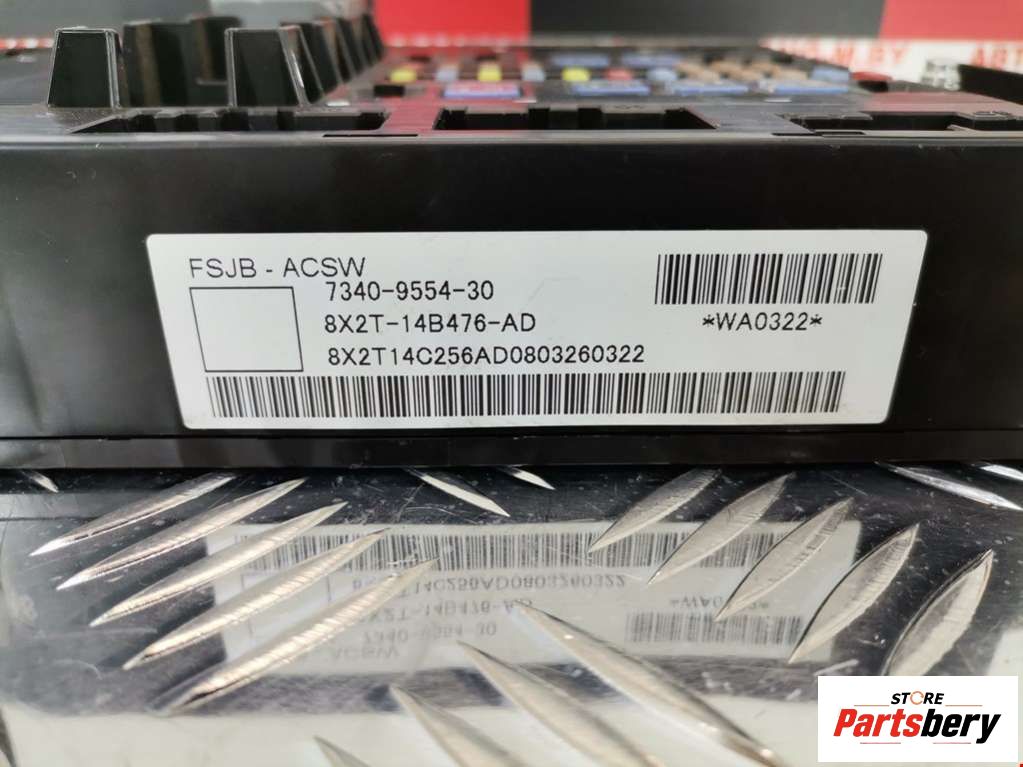 FSJB - ACSW
7340-9554-30
8X2T-14B476-AD
*WA0322*
8X2T14C256AD0803260322
STORE
Partsbery